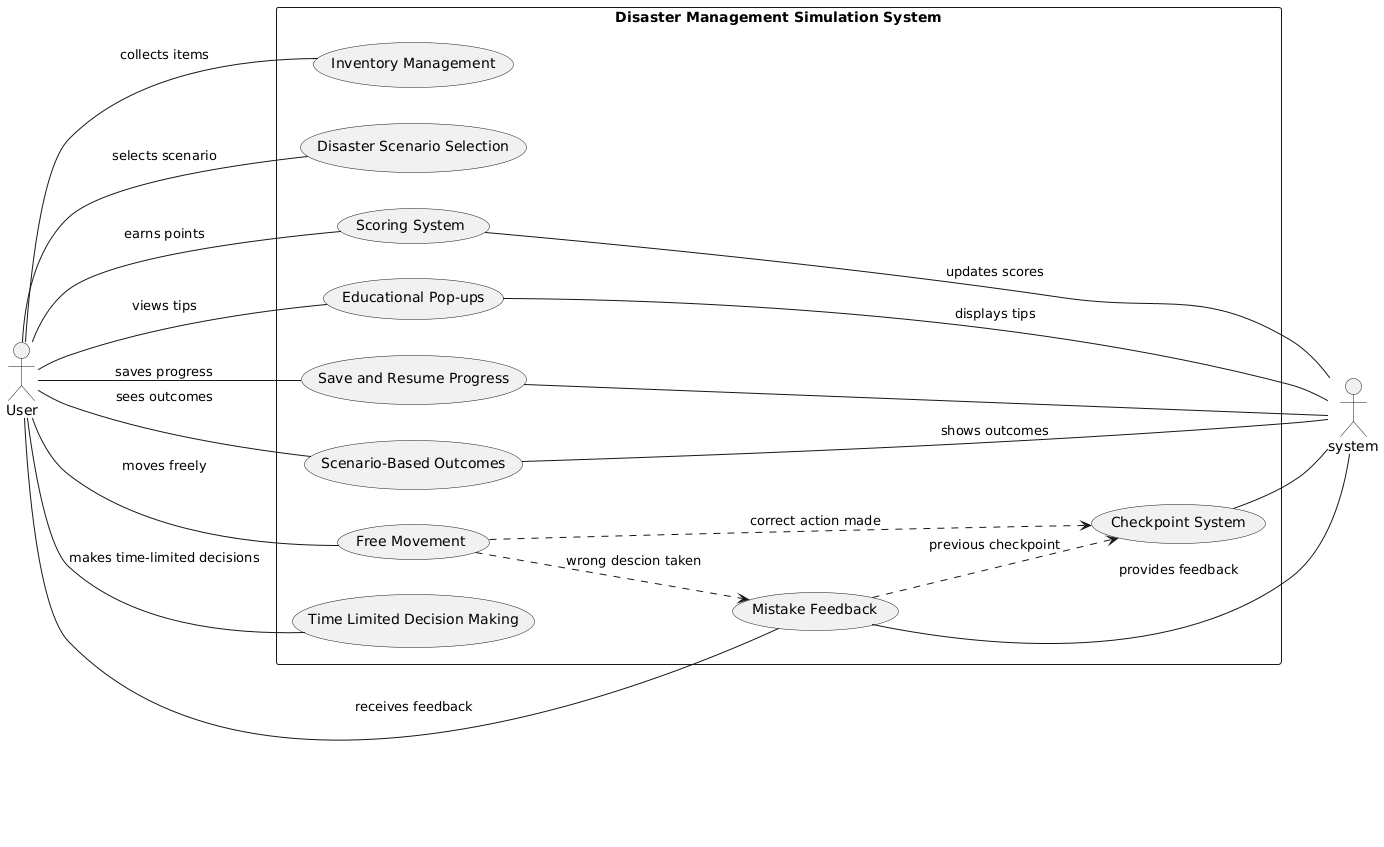 Disaster Management Simulation System
collects items
Inventory Management
Disaster Scenario Selection
selects scenario
Scoring System
earns points
updates scores
Educational Pop-ups
views tips
displays tips
saves progress
Save and Resume Progress
sees outcomes
User
shows outcomes
system
Scenario-Based Outcomes
moves freely
correct action made
Checkpoint System
Free Movement
previous checkpoint
makes time-limited decisions
wrong descion taken
provides feedback
Time Limited Decision Making
Mistake Feedback
receives feedback